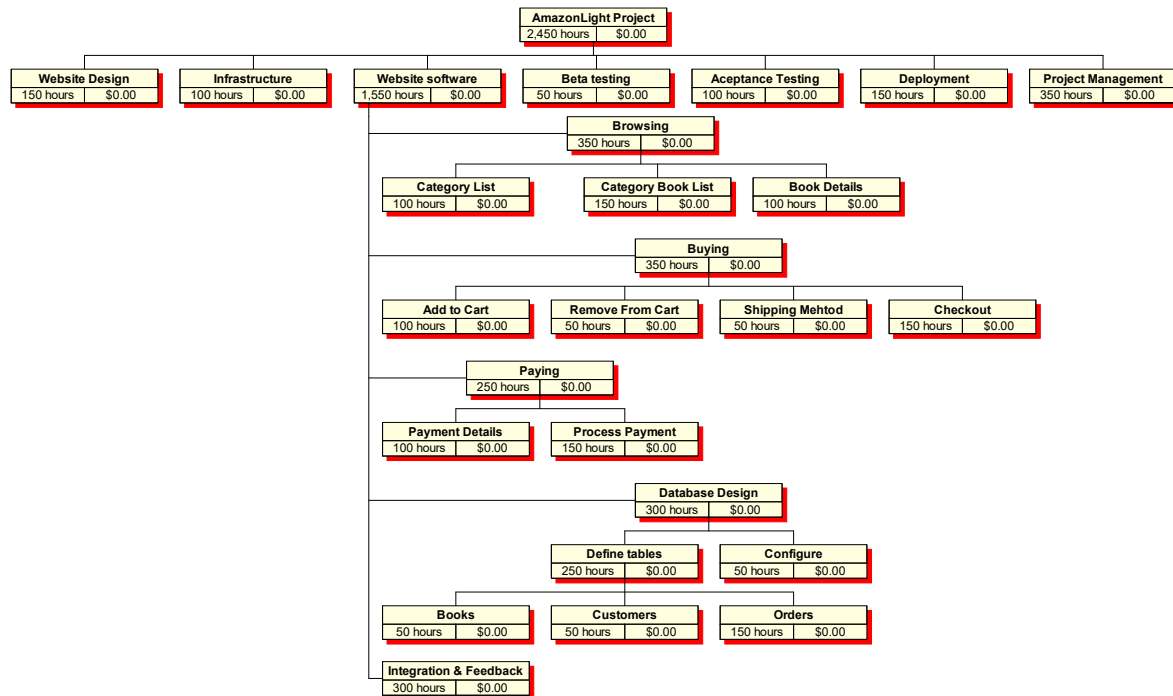 AmazonLight Project
2,450 hours $0.00
Website Design Infrastructure Website software Beta testing Aceptance Testing Deployment Project Management
150 hours $0.00 100 hours $0.00 1,550 hours $0.00 50 hours $0.00 100 hours $0.00 150 hours $0.00 350 hours $0.00
Browsing
350 hours $0.00
Category List Category Book List Book Details
100 hours $0.00 150 hours $0.00 100 hours $0.00
Buying
350 hours $0.00
Add to Cart Remove From Cart Shipping Mehtod Checkout
100 hours $0.00 50 hours $0.00 50 hours $0.00 150 hours $0.00
Paying
250 hours $0.00
Payment Details Process Payment
100 hours $0.00 150 hours $0.00
Database Design
300 hours $0.00
Define tables Configure
250 hours $0.00 50 hours $0.00
Books Customers Orders
50 hours $0.00 50 hours $0.00 150 hours $0.00
Integration & Feedback
300 hours $0.00